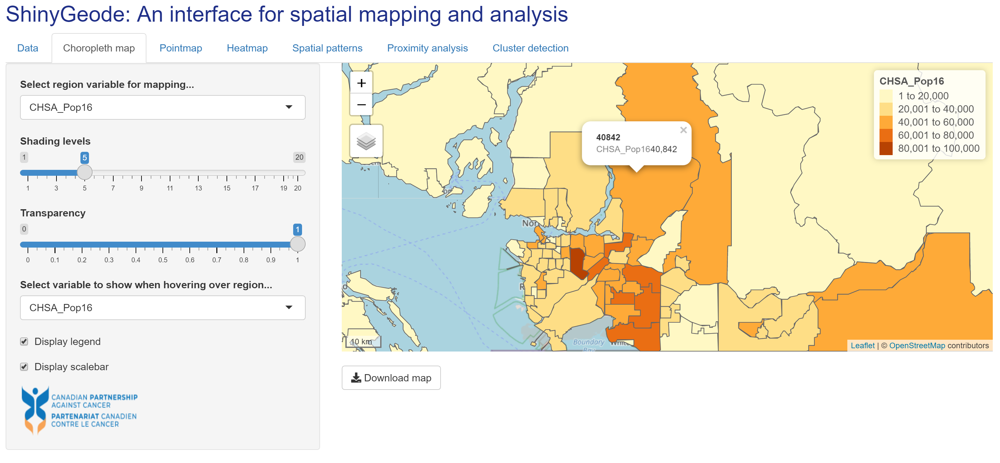 ShinyGeode: An interface for spatial mapping and analysis
Data Choropleth map Pointmap Heatmap Spatial patterns Proximity analysis Cluster detection
Select region variable for mapping...
CHSA_Pop16
Shading levels
1 5 20
1 3 5 7 9 11 13 15 17 19 20
Transparency
0 1
0 0.1 0.2 0.3 0.4 0.5 0.6 0.7 0.8 0.9 1
Select variable to show when hovering over region...
CHSA_Pop16
Display legend
Display scalebar
CANADIAN PARTNERSHIP
AGAINST CANCER
PARTENARIAT CANADIEN
CONTRE LE CANCER
+
−
CHSA_Pop16
1 to 20,000
20,001 to 40,000
40,001 to 60,000
60,001 to 80,000
80,001 to 100,000
40842
×
CHSA_Pop1640,842
Nor
R
Boundary
Bay
10 km
Leaflet | © OpenStreetMap contributors
Download map